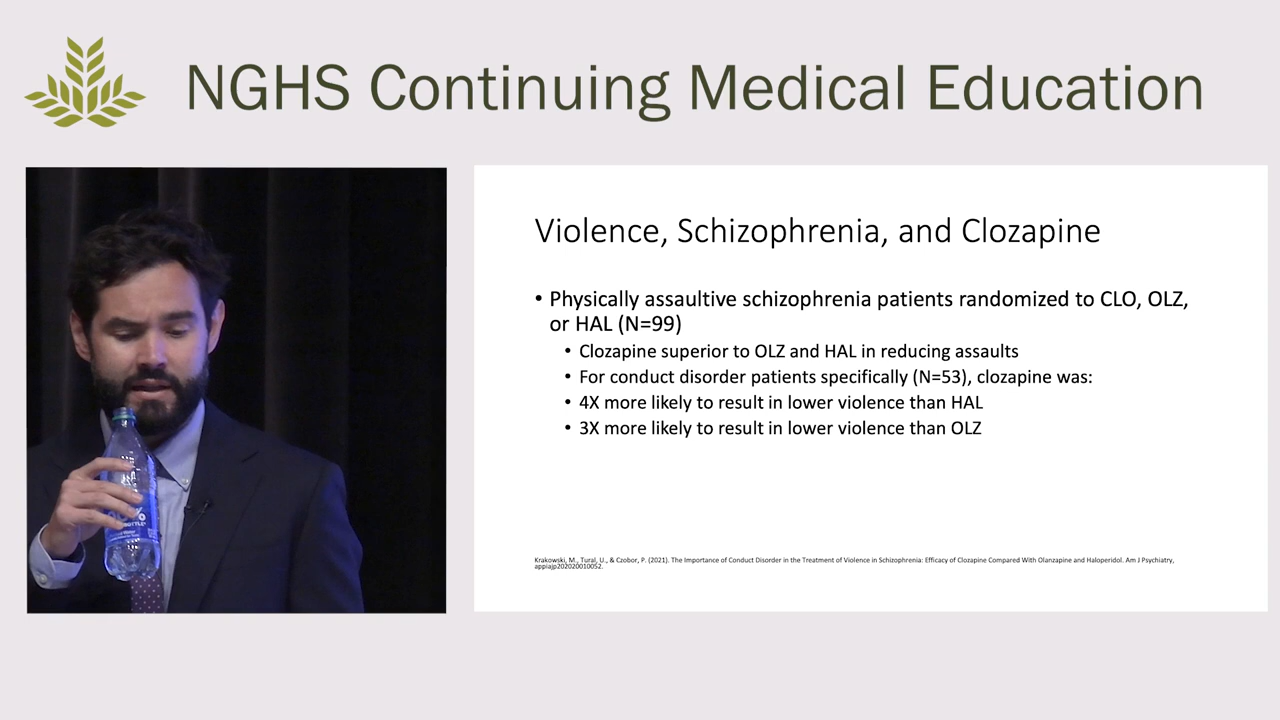 NGHS Continuing Medical Education
Violence, Schizophrenia, and Clozapine
• Physically assaultive schizophrenia patients randomized to CLO, OLZ,
or HAL (N=99)
• Clozapine superior to OLZ and HAL in reducing assaults
• For conduct disorder patients specifically (N=53), clozapine was:
• 4X more likely to result in lower violence than HAL
• 3X more likely to result in lower violence than OLZ
Krakowski, M., Tural, U., & Czobor, P. (2021). The Importance of Conduct Disorder in the Treatment of Violence in Schizophrenia: Efficacy of Clozapine Compared With Olanzapine and Haloperidol. Am J Psychiatry,
appiajp202020010052.